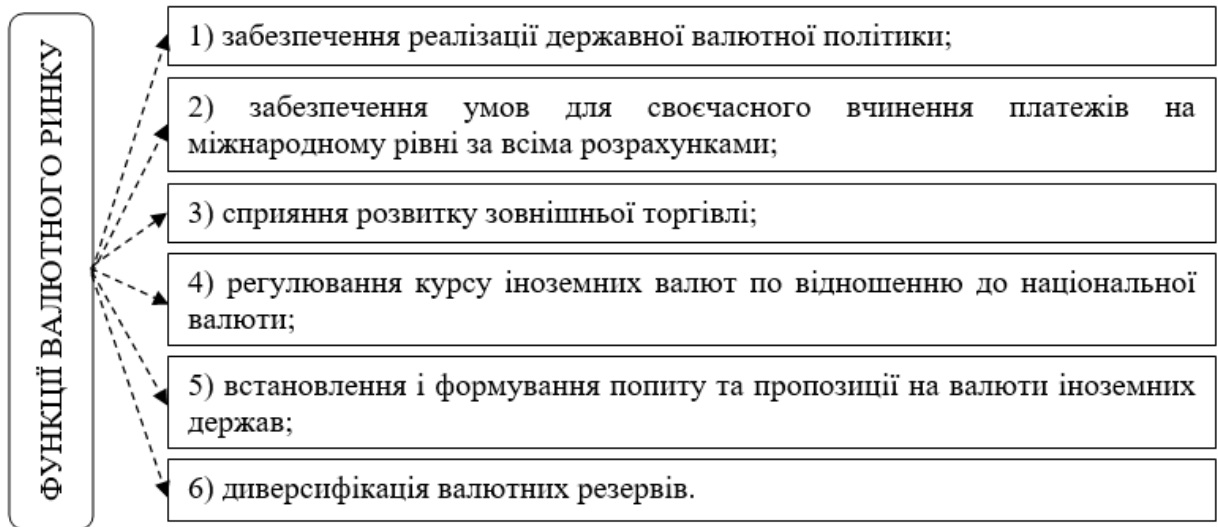 ФУНКЦІЇ ВАЛЮТНОГО РИНКУ
1) забезпечення реалізації державної валютної політики;
2) забезпечення умов для своєчасного вчинення платежів на
міжнародному рівні за всіма розрахунками;
3) сприяння розвитку зовнішньої торгівлі;
4) регулювання курсу іноземних валют по відношенню до національної
валюти;
5) встановлення і формування попиту та пропозиції на валюти іноземних
держав;
6) диверсифікація валютних резервів.